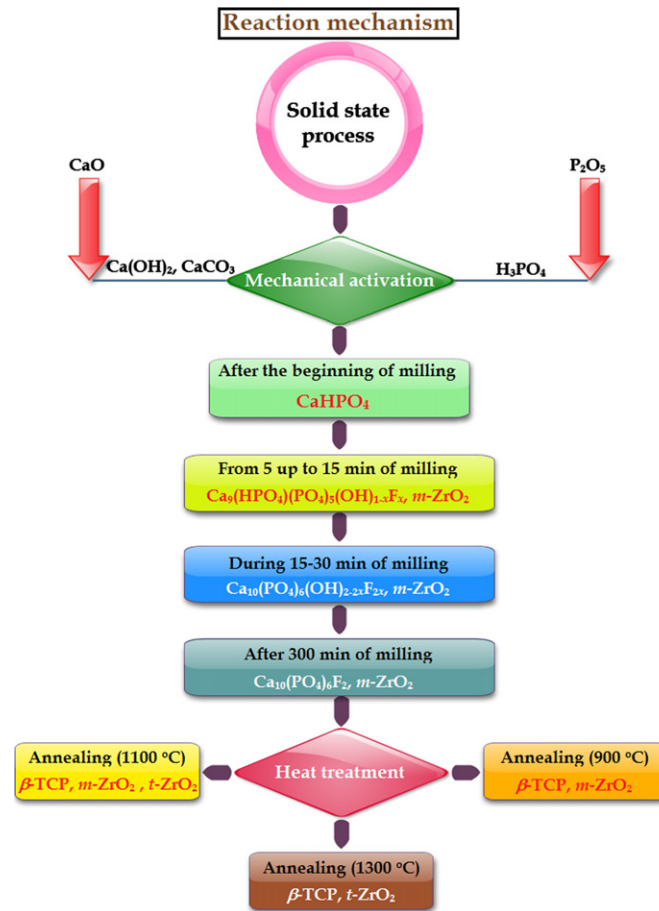 Reaction mechanism
Solid state
process
CaO
P₂O₅
Ca(OH)₂, CaCO₃
H₃PO₄
Mechanical activation
After the beginning of milling
CaHPO₄
From 5 up to 15 min of milling
Ca₉(HPO₄)(PO₄)₅(OH)₁₋ₓFₓ, m-ZrO₂
During 15-30 min of milling
Ca₁₀(PO₄)₆(OH)₂₋₂ₓF₂ₓ, m-ZrO₂
After 300 min of milling
Ca₁₀(PO₄)₆F₂, m-ZrO₂
Annealing (1100 °C)
β-TCP, m-ZrO₂ , t-ZrO₂
Heat treatment
Annealing (900 °C)
β-TCP, m-ZrO₂
Annealing (1300 °C)
β-TCP, t-ZrO₂